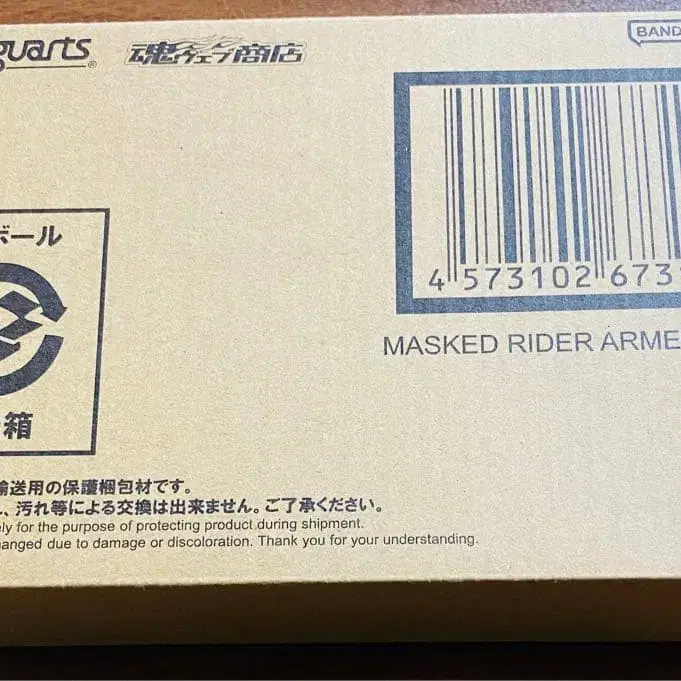 guarts®
魂ウェブ商店
BAND
4 573102 673
MASKED RIDER ARME
ボール
箱
輸送用の保護梱包材です。
、汚れ等による交換は出来ません。ご了承ください。
ly for the purpose of protecting product during shipment.
anged due to damage or discoloration. Thank you for your understanding.